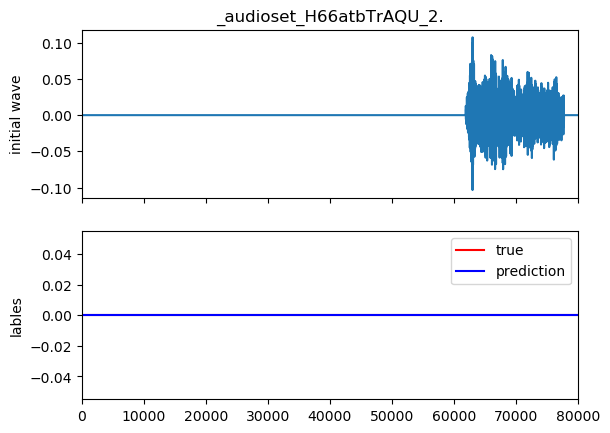 _audioset_H66atbTrAQU_2.
initial wave
0.10
0.05
0.00
−0.05
−0.10
lables
0.04
0.02
0.00
−0.02
−0.04
true
prediction
0 10000 20000 30000 40000 50000 60000 70000 80000